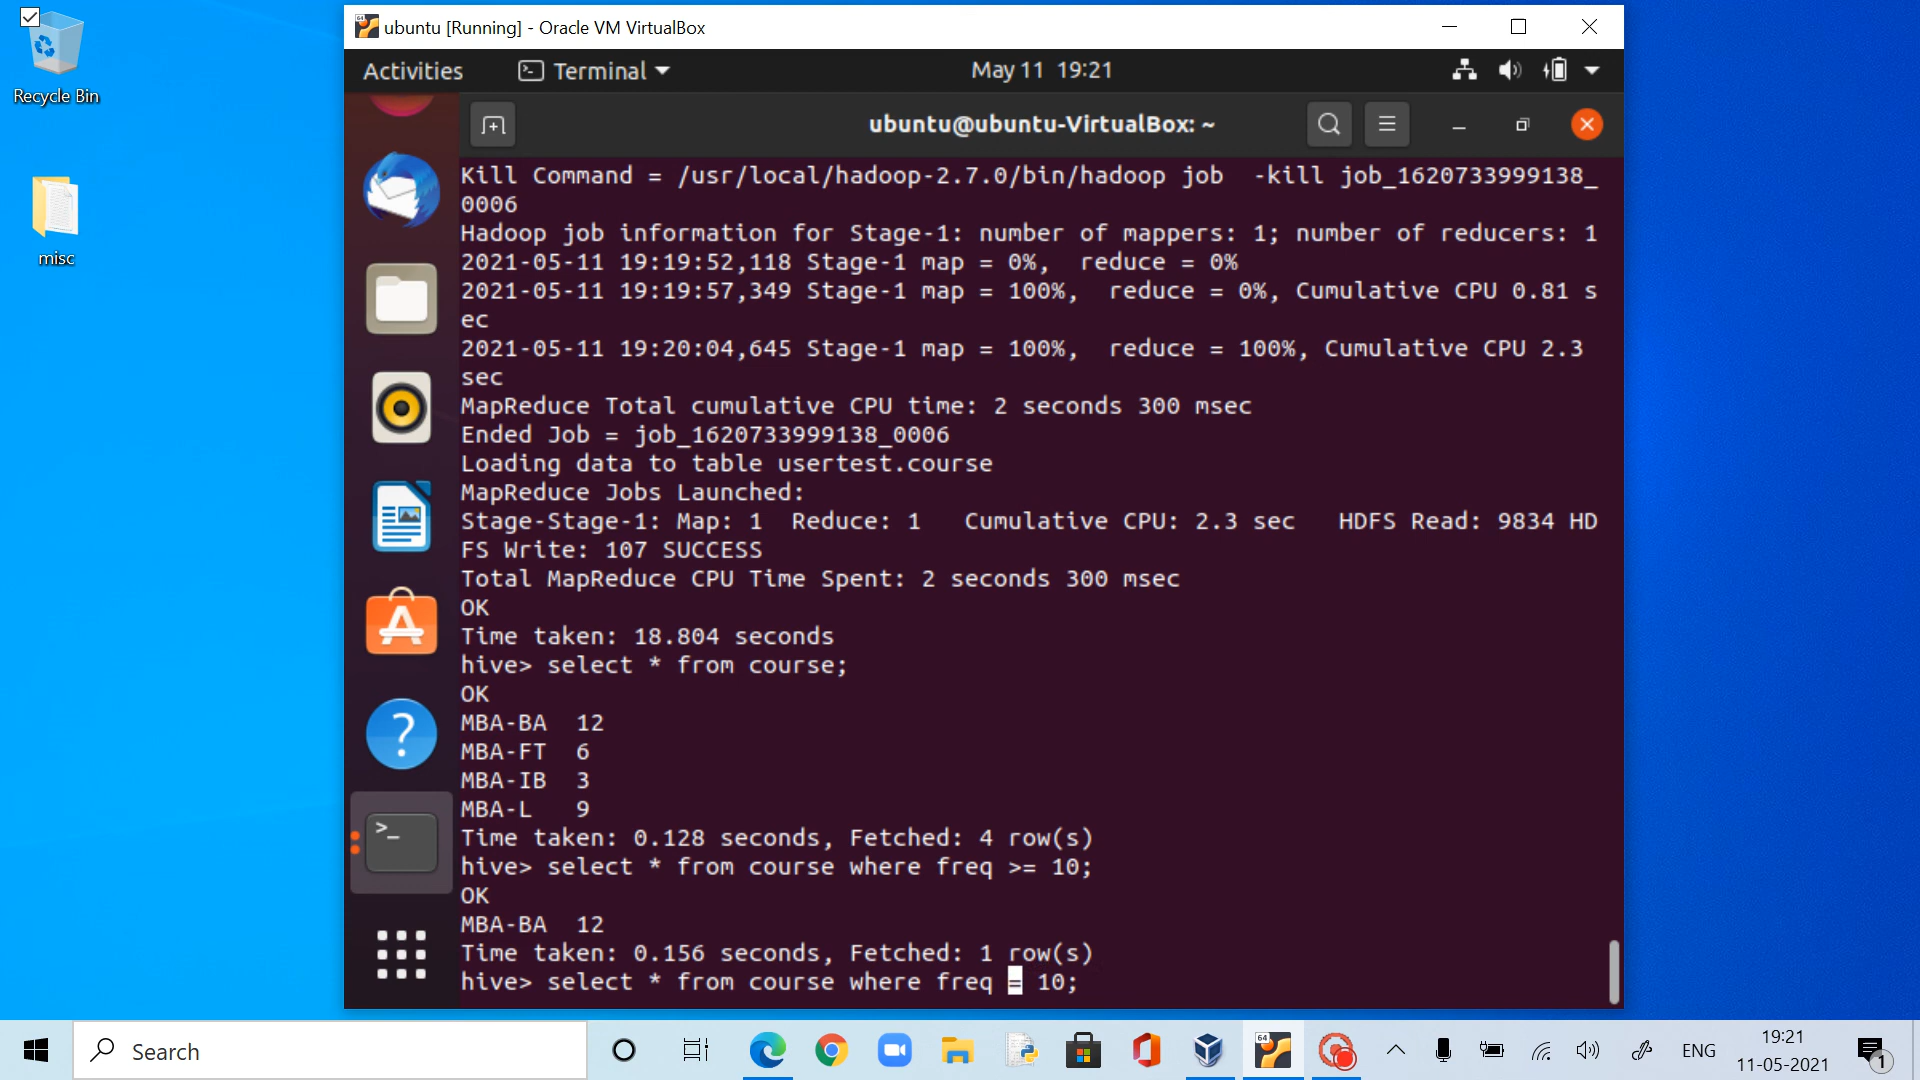 Recycle Bin
misc
ubuntu [Running] - Oracle VM VirtualBox
Activities Terminal May 11 19:21
ubuntu@ubuntu-VirtualBox: ~
Kill Command = /usr/local/hadoop-2.7.0/bin/hadoop job  -kill job_1620733999138_
0006
Hadoop job information for Stage-1: number of mappers: 1; number of reducers: 1
2021-05-11 19:19:52,118 Stage-1 map = 0%,  reduce = 0%
2021-05-11 19:19:57,349 Stage-1 map = 100%,  reduce = 0%, Cumulative CPU 0.81 s
ec
2021-05-11 19:20:04,645 Stage-1 map = 100%,  reduce = 100%, Cumulative CPU 2.3
sec
MapReduce Total cumulative CPU time: 2 seconds 300 msec
Ended Job = job_1620733999138_0006
Loading data to table usertest.course
MapReduce Jobs Launched:
Stage-Stage-1: Map: 1  Reduce: 1   Cumulative CPU: 2.3 sec   HDFS Read: 9834 HD
FS Write: 107 SUCCESS
Total MapReduce CPU Time Spent: 2 seconds 300 msec
OK
Time taken: 18.804 seconds
hive> select * from course;
OK
MBA-BA  12
MBA-FT  6
MBA-IB  3
MBA-L   9
Time taken: 0.128 seconds, Fetched: 4 row(s)
hive> select * from course where freq >= 10;
OK
MBA-BA  12
Time taken: 0.156 seconds, Fetched: 1 row(s)
hive> select * from course where freq = 10;
Search
64
ENG
19:21
11-05-2021
1